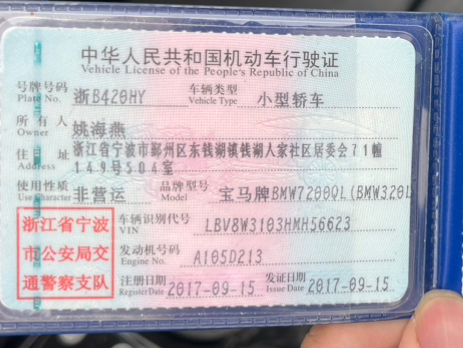 中华人民共和国机动车行驶证
Vehicle License of the People's Republic of China
号牌号码 Plate No. 浙B420HY 车辆类型 Vehicle Type 小型轿车
所有人 Owner 姚海燕
住址 Address 浙江省宁波市鄞州区东钱湖镇钱湖人家社区居委会71幢
149号504室
使用性质 Use Character 非营运 品牌型号 Model 宝马牌BMW7200QL(BMW320L
车辆识别代号 VIN LBV8W3103HMH56623
发动机号码 Engine No. A105D213
注册日期 Register Date 2017-09-15 发证日期 Issue Date 2017-09-15
浙江省宁波
市公安局交
通警察支队